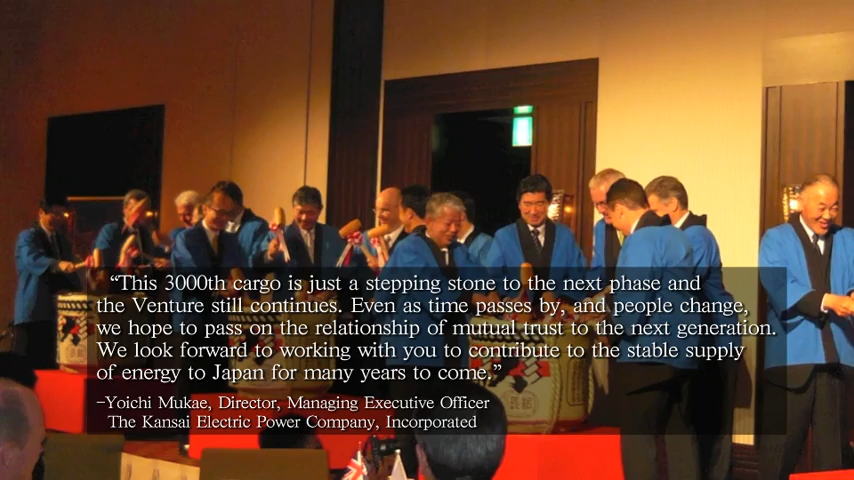 “This 3000th cargo is just a stepping stone to the next phase and
the Venture still continues. Even as time passes by, and people change,
we hope to pass on the relationship of mutual trust to the next generation.
We look forward to working with you to contribute to the stable supply
of energy to Japan for many years to come.”
–Yoichi Mukae, Director, Managing Executive Officer
The Kansai Electric Power Company, Incorporated